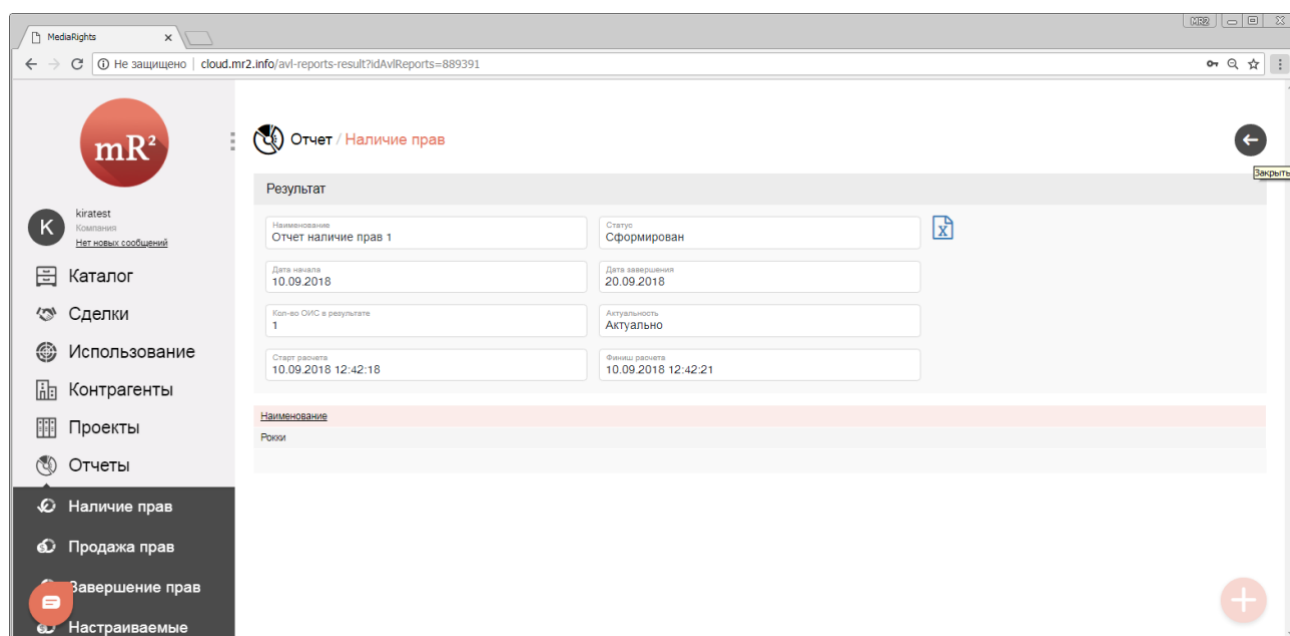 MR2
MediaRights
Не защищено | cloud.mr2.info/avl-reports-result?idAvlReports=889391
mR²
Отчет / Наличие прав
Закрыть
Результат
K
kiratest
Компания
Нет новых сообщений
Наименование
Отчет наличие прав 1
Статус
Сформирован
X
Дата начала
10.09.2018
Дата завершения
20.09.2018
Кол-во ОИС в результате
1
Актуальность
Актуально
Старт расчета
10.09.2018 12:42:18
Финиш расчета
10.09.2018 12:42:21
Наименование
Рокки
Каталог
Сделки
Использование
Контрагенты
Проекты
Отчеты
Наличие прав
Продажа прав
Завершение прав
Настраиваемые